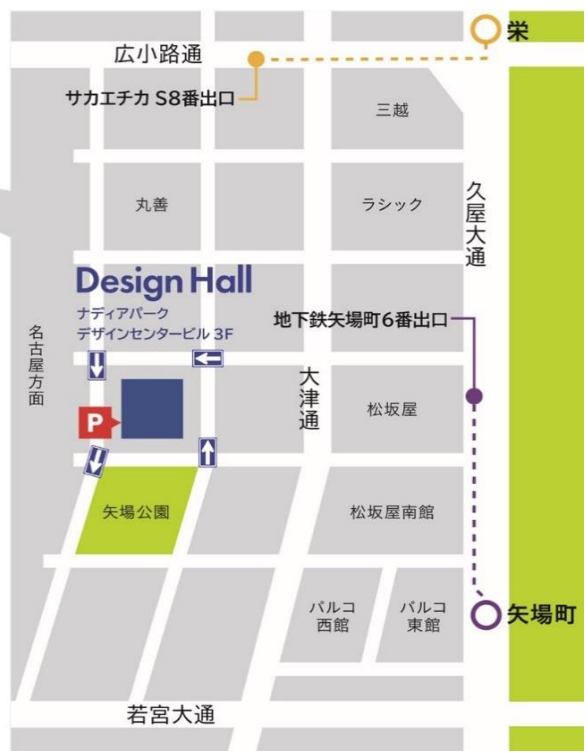 栄
広小路通
サカエチカ S8番出口
三越
丸善
ラシック
久屋大通
Design Hall
ナディアパーク
デザインセンタービル 3F
地下鉄矢場町6番出口
名古屋方面
大津通
松坂屋
P
矢場公園
松坂屋南館
パルコ
西館
パルコ
東館
矢場町
若宮大通